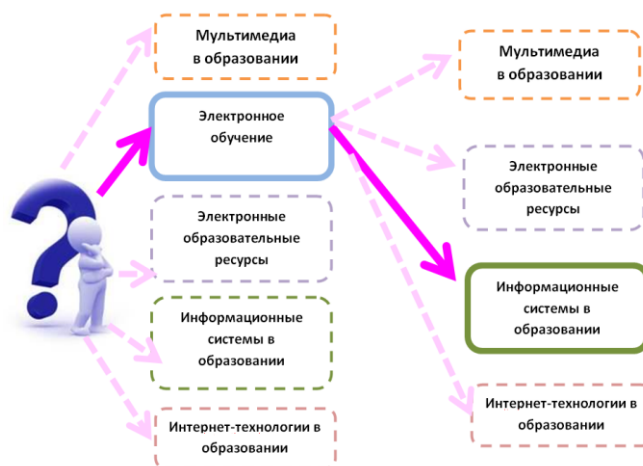 Мультимедиа
в образовании
Электронное
обучение
Электронные
образовательные
ресурсы
Информационные
системы в
образовании
Интернет-технологии в
образовании
Мультимедиа
в образовании
Электронные
образовательные
ресурсы
Информационные
системы в
образовании
Интернет-технологии в
образовании